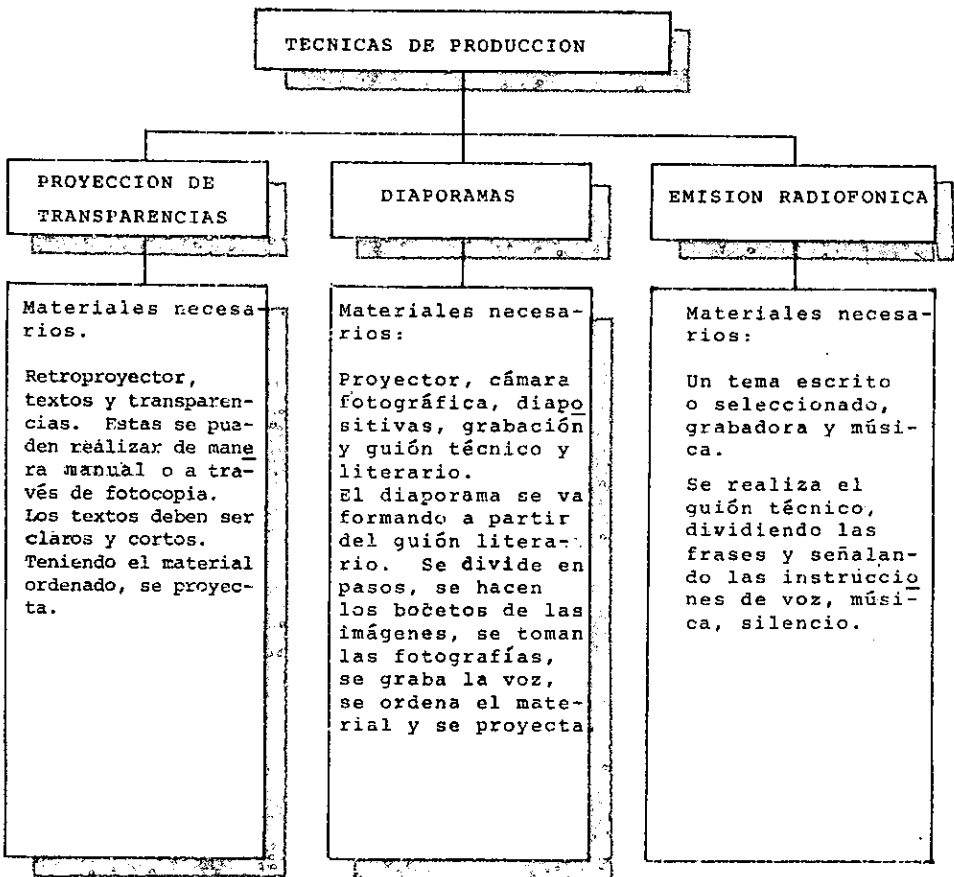 TECNICAS DE PRODUCCION
PROYECCION DE
TRANSPARENCIAS
DIAPORAMAS
EMISION RADIOFONICA
Materiales necesa-
rios.
Retroproyector,
textos y transparen-
cias. Estas se pue-
den realizar de mane
ra manual o a tra-
vés de fotocopia.
Los textos deben ser
claros y cortos.
Teniendo el material
ordenado, se proyec-
ta.
Materiales necesa-
rios:
Proyector, cámara
fotográfica, diapo
sitivas, grabación
y guión técnico y
literario.
El diaporama se va
formando a partir
del guión litera-
rio. Se divide en
pasos, se hacen
los bocetos de las
imágenes, se toman
las fotografías,
se graba la voz,
se ordena el mate-
rial y se proyecta.
Materiales necesa-
rios:
Un tema escrito
o seleccionado,
grabadora y músi-
ca.
Se realiza el
guión técnico,
dividiendo las
frases y señalan-
do las instruccio
nes de voz, músi-
ca, silencio.